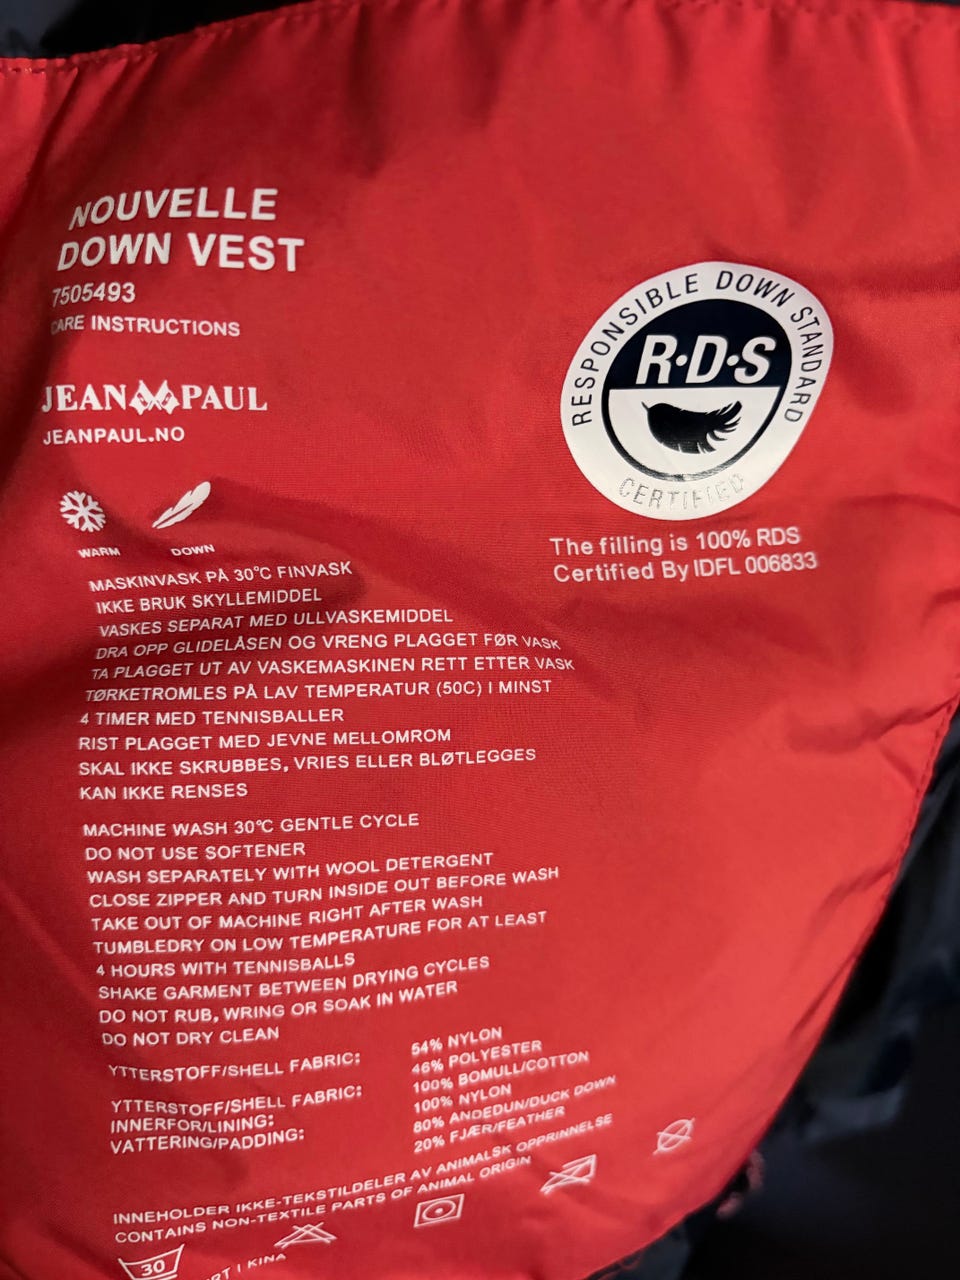 NOUVELLE
DOWN VEST
7505493
CARE INSTRUCTIONS
JEAN PAUL
JEANPAUL.NO
WARM DOWN
RESPONSIBLE DOWN STANDARD
R·D·S
CERTIFIED
The filling is 100% RDS
Certified By IDFL 006833
MASKINVASK PÅ 30°C FINVASK
IKKE BRUK SKYLLEMIDDEL
VASKES SEPARAT MED ULLVASKEMIDDEL
DRA OPP GLIDELÅSEN OG VRENG PLAGGET FØR VASK
TA PLAGGET UT AV VASKEMASKINEN RETT ETTER VASK
TØRKETROMLES PÅ LAV TEMPERATUR (50C) I MINST
4 TIMER MED TENNISBALLER
RIST PLAGGET MED JEVNE MELLOMROM
SKAL IKKE SKRUBBES, VRIES ELLER BLØTLEGGES
KAN IKKE RENSES
MACHINE WASH 30°C GENTLE CYCLE
DO NOT USE SOFTENER
WASH SEPARATELY WITH WOOL DETERGENT
CLOSE ZIPPER AND TURN INSIDE OUT BEFORE WASH
TAKE OUT OF MACHINE RIGHT AFTER WASH
TUMBLEDRY ON LOW TEMPERATURE FOR AT LEAST
4 HOURS WITH TENNISBALLS
SHAKE GARMENT BETWEEN DRYING CYCLES
DO NOT RUB, WRING OR SOAK IN WATER
DO NOT DRY CLEAN
YTTERSTOFF/SHELL FABRIC: 54% NYLON
46% POLYESTER
YTTERSTOFF/SHELL FABRIC: 100% BOMULL/COTTON
INNERFOR/LINING: 100% NYLON
VATTERING/PADDING: 80% ANDEDUN/DUCK DOWN
20% FJÆR/FEATHER
INNEHOLDER IKKE-TEKSTILDELER AV ANIMALSK OPPRINNELSE
CONTAINS NON-TEXTILE PARTS OF ANIMAL ORIGIN
30
I KINA